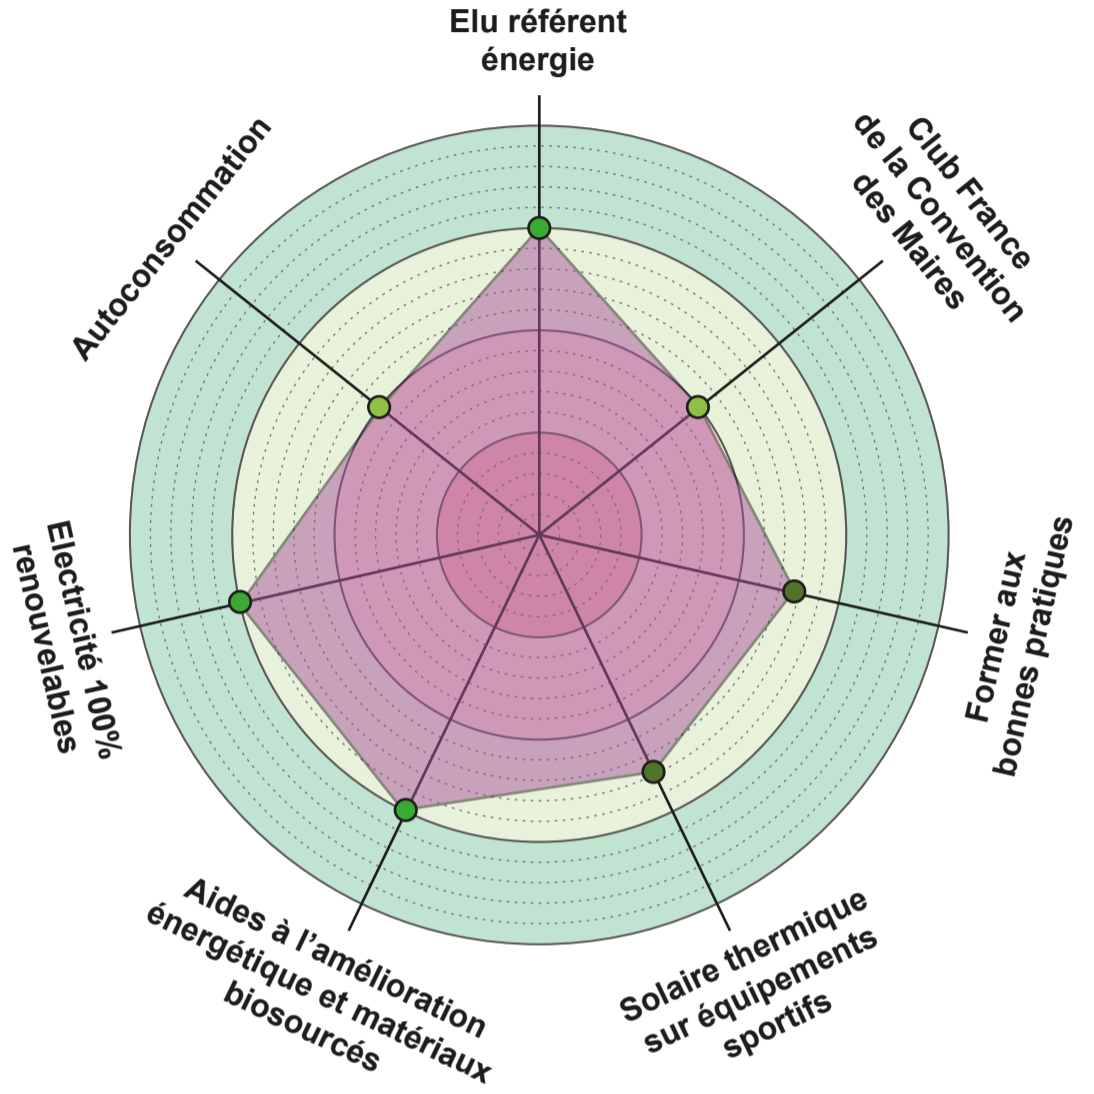 Elu référent
énergie
Club France
de la Convention
des Maires
Former aux
bonnes pratiques
Solaire thermique
sur équipements
sportifs
Aides à l’amélioration
énergétique et matériaux
biosourcés
Electricité 100%
renouvelables
Autoconsommation